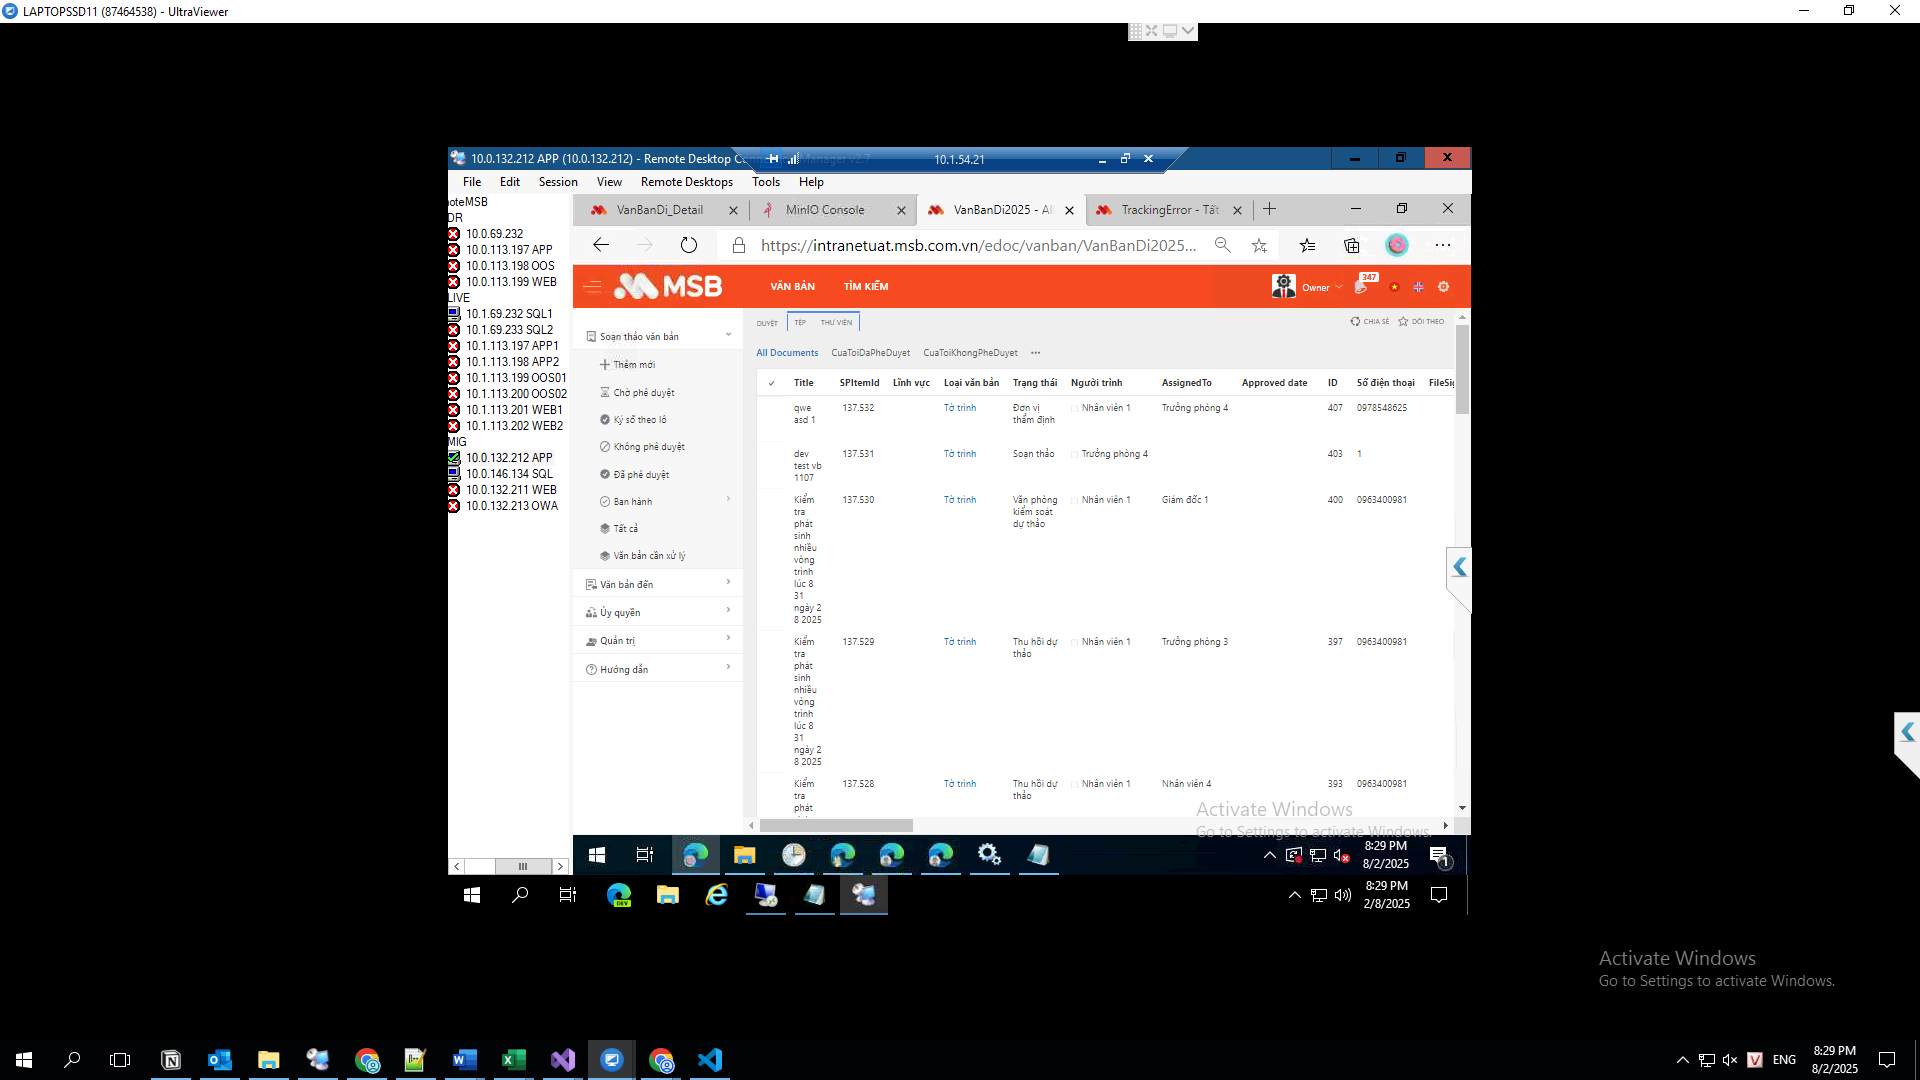 LAPTOPSSD11 (87464538) - UltraViewer
10.0.132.212 APP (10.0.132.212) - Remote Desktop Connection Manager v2.7
10.1.54.21
File Edit Session View Remote Desktops Tools Help
oteMSB
DR
10.0.69.232
10.0.113.197 APP
10.0.113.198 OOS
10.0.113.199 WEB
LIVE
10.1.69.232 SQL1
10.1.69.233 SQL2
10.1.113.197 APP1
10.1.113.198 APP2
10.1.113.199 OOS01
10.1.113.200 OOS02
10.1.113.201 WEB1
10.1.113.202 WEB2
MIG
10.0.132.212 APP
10.0.146.134 SQL
10.0.132.211 WEB
10.0.132.213 OWA
VanBanDi_Detail
MinIO Console
VanBanDi2025 - Al
TrackingError - Tất
https://intranetuat.msb.com.vn/edoc/vanban/VanBanDi2025...
MSB
VĂN BẢN TÌM KIẾM
Owner
347
Soạn thảo văn bản
Thêm mới
Chờ phê duyệt
Ký số theo lô
Không phê duyệt
Đã phê duyệt
Ban hành
Tất cả
Văn bản cần xử lý
Văn bản đến
Ủy quyền
Quản trị
Hướng dẫn
DUYỆT TỆP THƯ VIỆN
CHIA SẺ DÕI THEO
All Documents CuaToiDaPheDuyet CuaToiKhongPheDuyet ...
Title SPItemId Lĩnh vực Loại văn bản Trạng thái Người trình AssignedTo Approved date ID Số điện thoại FileSi
qwe 137.532 Tờ trình Đơn vị Nhân viên 1 Trưởng phòng 4 407 0978548625
asd 1 thẩm định
dev 137.531 Tờ trình Soạn thảo Trưởng phòng 4 403 1
test vb
1107
Kiểm 137.530 Tờ trình Văn phòng Nhân viên 1 Giám đốc 1 400 0963400981
tra kiểm soát
phát dự thảo
sinh
nhiều
vòng
trình
lúc 8
31
ngày 2
8 2025
Kiểm 137.529 Tờ trình Thu hồi dự Nhân viên 1 Trưởng phòng 3 397 0963400981
tra thảo
phát
sinh
nhiều
vòng
trình
lúc 8
31
ngày 2
8 2025
Kiểm 137.528 Tờ trình Thu hồi dự Nhân viên 1 Nhân viên 4 393 0963400981
tra thảo
phát
Activate Windows
Go to Settings to activate Windows.
8:29 PM
8/2/2025
1
DEV
8:29 PM
2/8/2025
Activate Windows
Go to Settings to activate Windows.
ENG
8:29 PM
8/2/2025